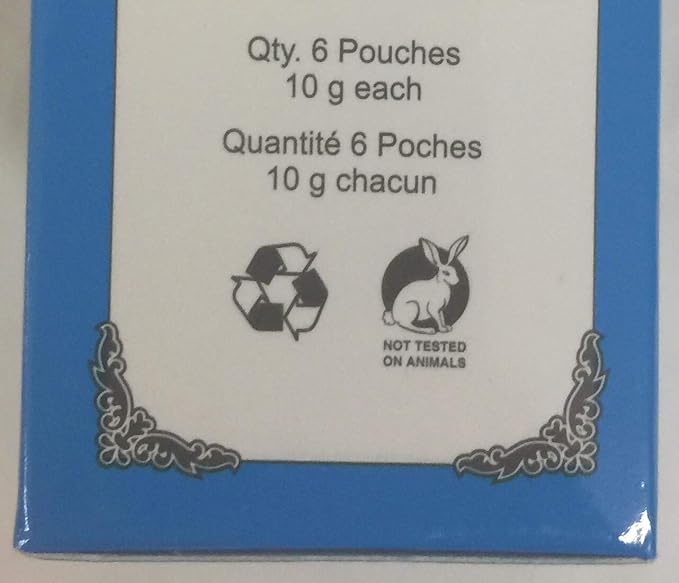 Qty. 6 Pouches
10 g each
Quantité 6 Poches
10 g chacun
NOT TESTED
ON ANIMALS